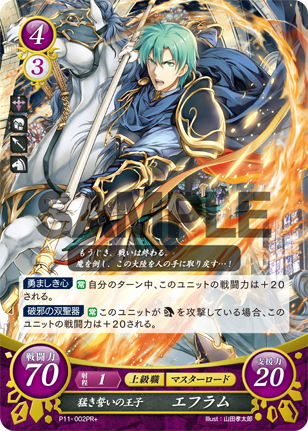 4
3
SAMPLE
もうじき、戦いは終わる。
魔を倒し、この大陸を人の手に取り戻す…!
勇ましき心 常 自分のターン中、このユニットの戦闘力は+20
される。
破邪の双聖器 常 このユニットが を攻撃している場合、この
ユニットの戦闘力は+20される。
戦闘力
70
射程 1 上級職 マスターロード
支援力
20
猛き誓いの王子 エフラム
P11-002PR+
Illust:山田孝太郎